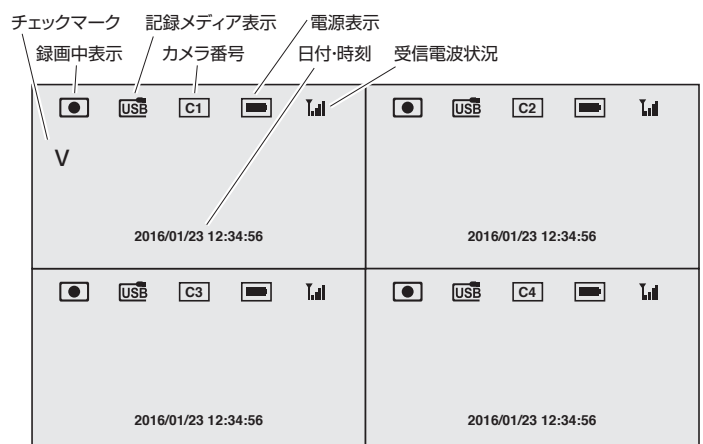 チェックマーク 記録メディア表示 電源表示
録画中表示 カメラ番号 日付･時刻 受信電波状況
USB C1 USB C2
V
2016/01/23 12:34:56 2016/01/23 12:34:56
USB C3 USB C4
2016/01/23 12:34:56 2016/01/23 12:34:56